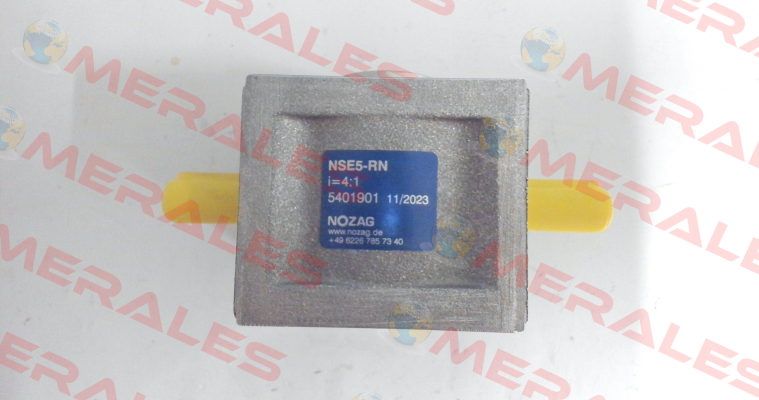 NSE5-RN
i=4:1
5401901 11/2023
NOZAG
www.nozag.de
+49 6226 785 73 40
MERALES
MERALES
MERALES
MERALES
MERALES
MERALES